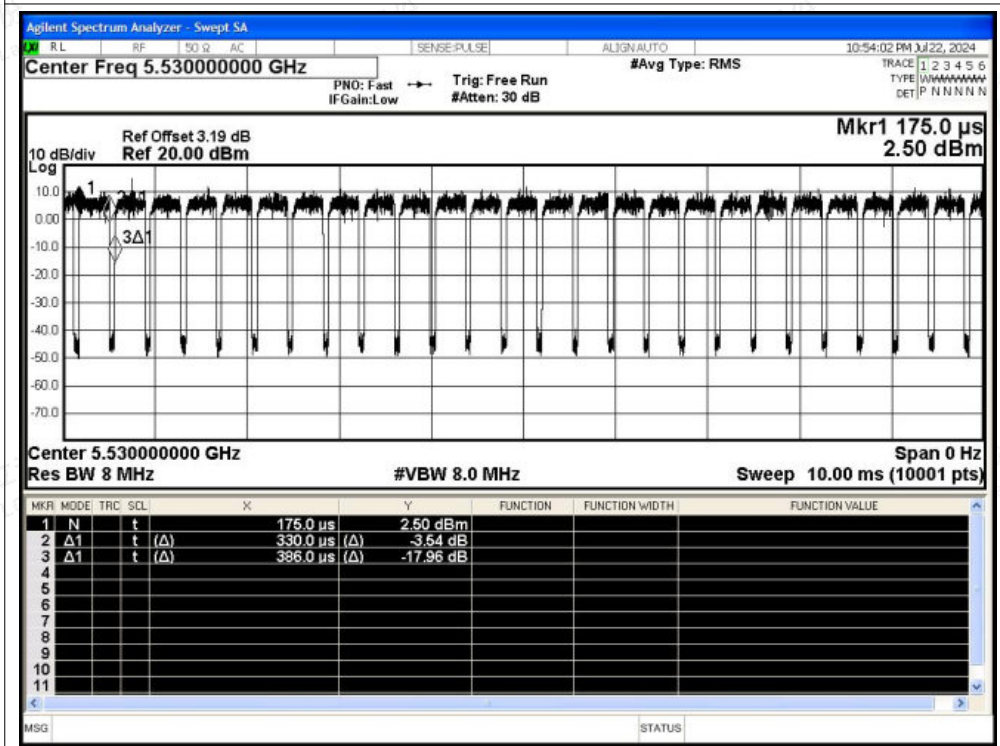 Agilent Spectrum Analyzer - Swept SA
LXI RL RF 50 Ω AC SENSE:PULSE ALIGNAUTO 10:54:02 PM Jul 22, 2024
Center Freq 5.530000000 GHz #Avg Type: RMS TRACE 1 2 3 4 5 6
PNO: Fast Trig: Free Run TYPE WWWWWWW
IFGain:Low #Atten: 30 dB DET P N N N N N
Mkr1 175.0 µs
2.50 dBm
Ref Offset 3.19 dB
10 dB/div Ref 20.00 dBm
Log
10.0
0.00
-10.0
-20.0
-30.0
-40.0
-50.0
-60.0
-70.0
1
2Δ1
3Δ1
Center 5.530000000 GHz Span 0 Hz
Res BW 8 MHz #VBW 8.0 MHz Sweep 10.00 ms (10001 pts)
MKR MODE TRC SCL X Y FUNCTION FUNCTION WIDTH FUNCTION VALUE
1 N t 175.0 µs 2.50 dBm
2 Δ1 t (Δ) 330.0 µs (Δ) -3.54 dB
3 Δ1 t (Δ) 386.0 µs (Δ) -17.96 dB
4
5
6
7
8
9
10
11
MSG STATUS